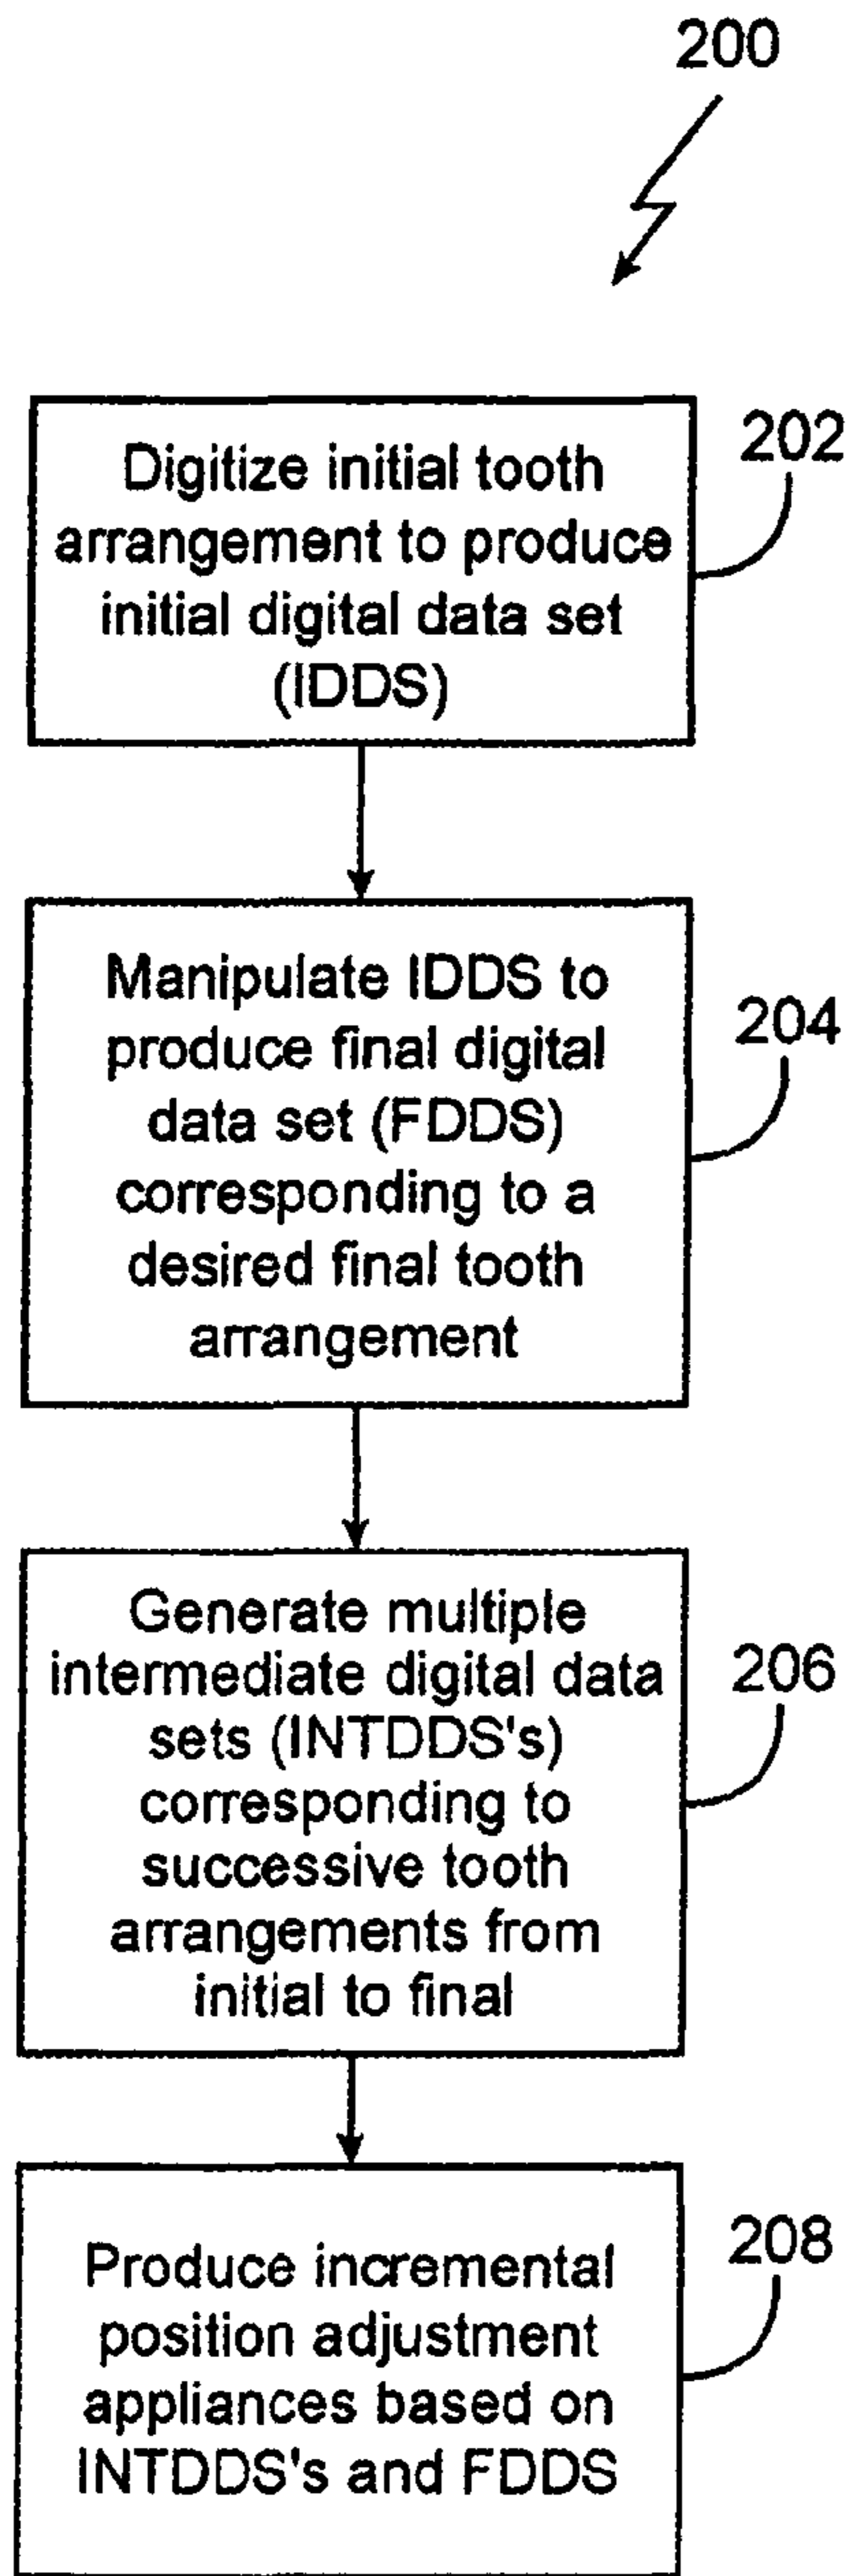 200
202
Digitize initial tooth
arrangement to produce
initial digital data set
(IDDS)
204
Manipulate IDDS to
produce final digital
data set (FDDS)
corresponding to a
desired final tooth
arrangement
206
Generate multiple
intermediate digital data
sets (INTDDS's)
corresponding to
successive tooth
arrangements from
initial to final
208
Produce incremental
position adjustment
appliances based on
INTDDS's and FDDS